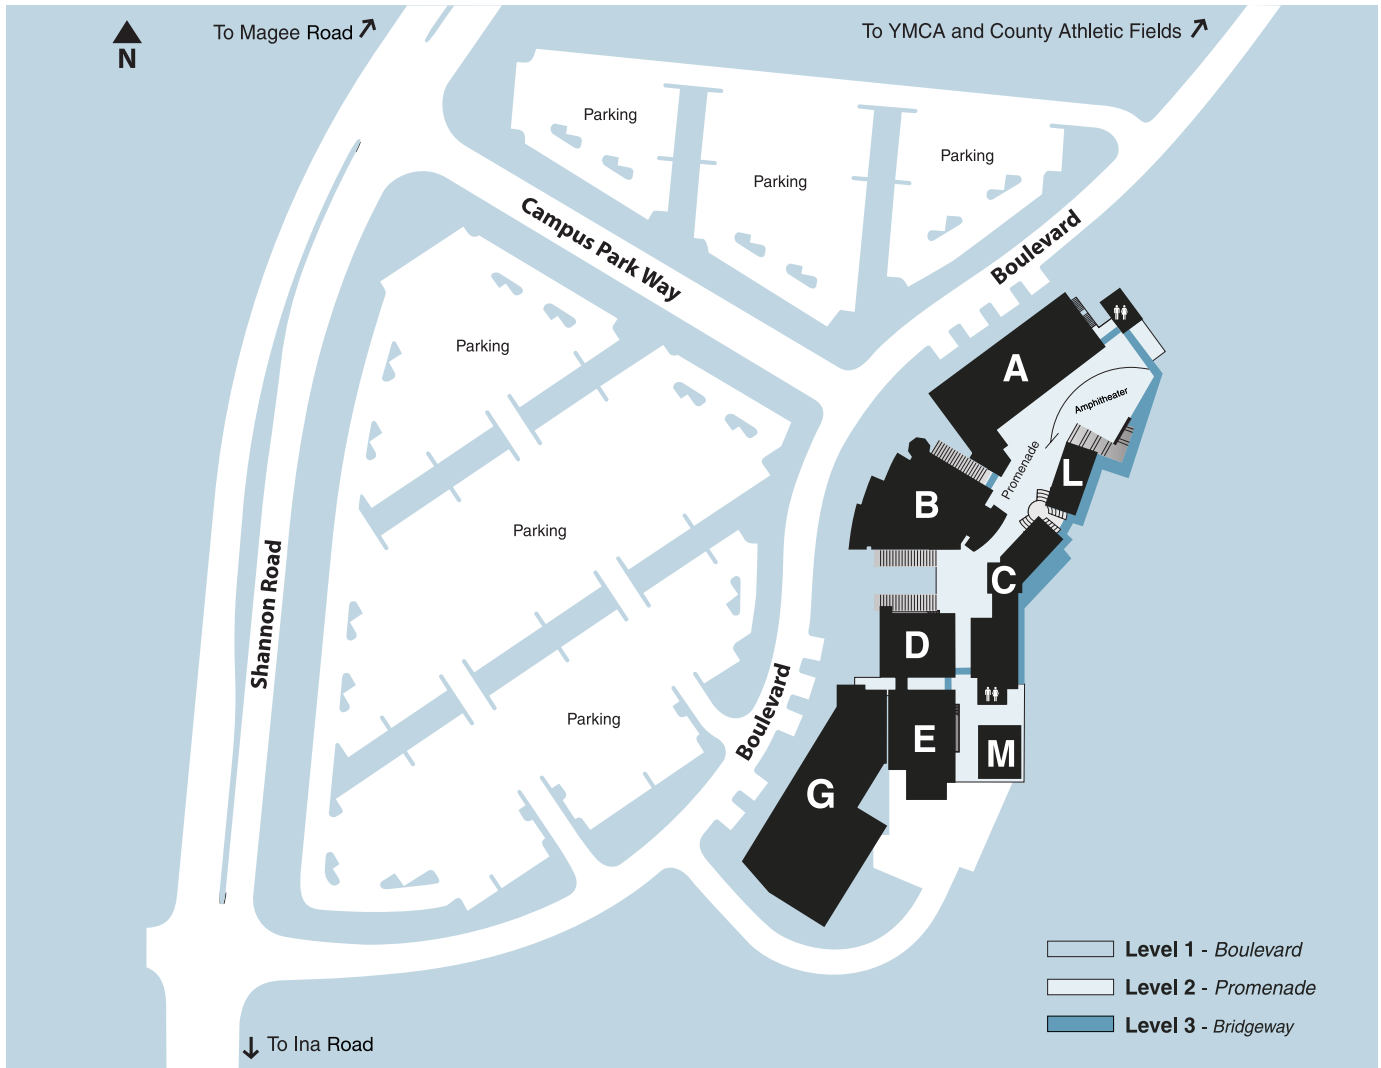 To Magee Road
To YMCA and County Athletic Fields
N
Parking
Parking
Parking
Campus Park Way
Boulevard
Parking
A
Amphitheater
Promenade
L
B
Parking
C
Shannon Road
D
Boulevard
Parking
E
M
G
Level 1 - Boulevard
Level 2 - Promenade
Level 3 - Bridgeway
To Ina Road